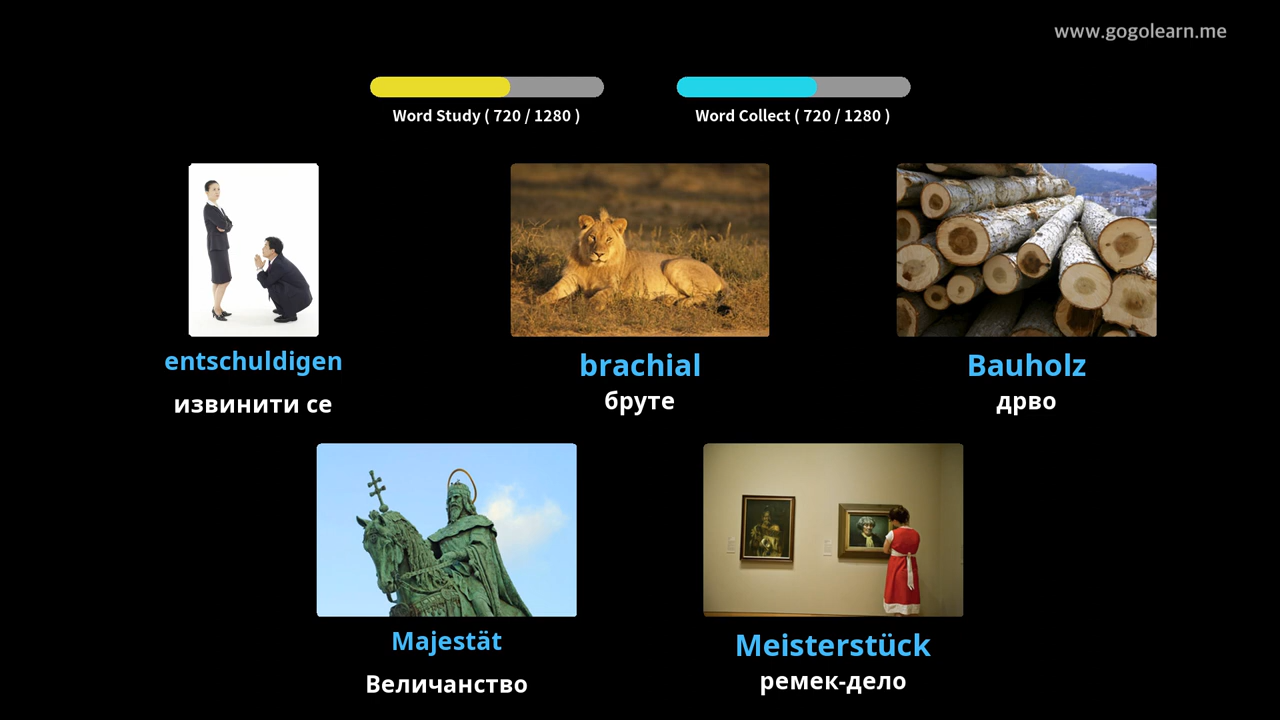 www.gogolearn.me
Word Study ( 720 / 1280 )
Word Collect ( 720 / 1280 )
entschuldigen
извинити се
brachial
бруте
Bauholz
дрво
Majestät
Величанство
Meisterstück
ремек-дело